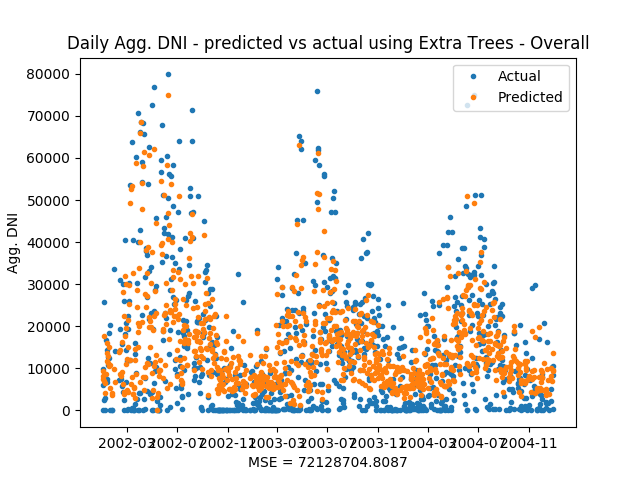 Daily Agg. DNI - predicted vs actual using Extra Trees - Overall
Actual
Predicted
Agg. DNI
80000
70000
60000
50000
40000
30000
20000
10000
0
2002-03 2002-07 2002-11 2003-03 2003-07 2003-11 2004-03 2004-07 2004-11
MSE = 72128704.8087